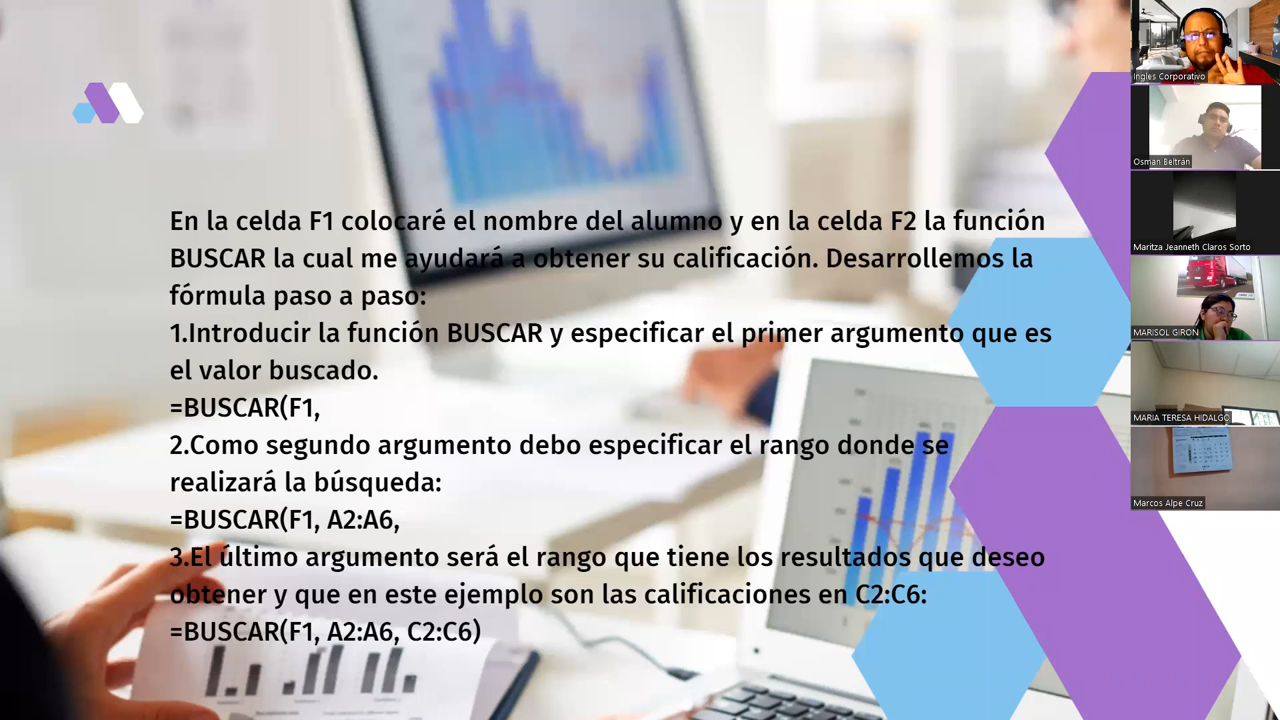 En la celda F1 colocaré el nombre del alumno y en la celda F2 la función
BUSCAR la cual me ayudará a obtener su calificación. Desarrollemos la
fórmula paso a paso:
1.Introducir la función BUSCAR y especificar el primer argumento que es
el valor buscado.
=BUSCAR(F1,
2.Como segundo argumento debo especificar el rango donde se
realizará la búsqueda:
=BUSCAR(F1, A2:A6,
3.El último argumento será el rango que tiene los resultados que deseo
obtener y que en este ejemplo son las calificaciones en C2:C6:
=BUSCAR(F1, A2:A6, C2:C6)
Ingles Corporativo
Osman Beltrán
Maritza Jeanneth Claros Sorto
MARISOL GIRON
MARIA TERESA HIDALGO
Marcos Alpe Cruz